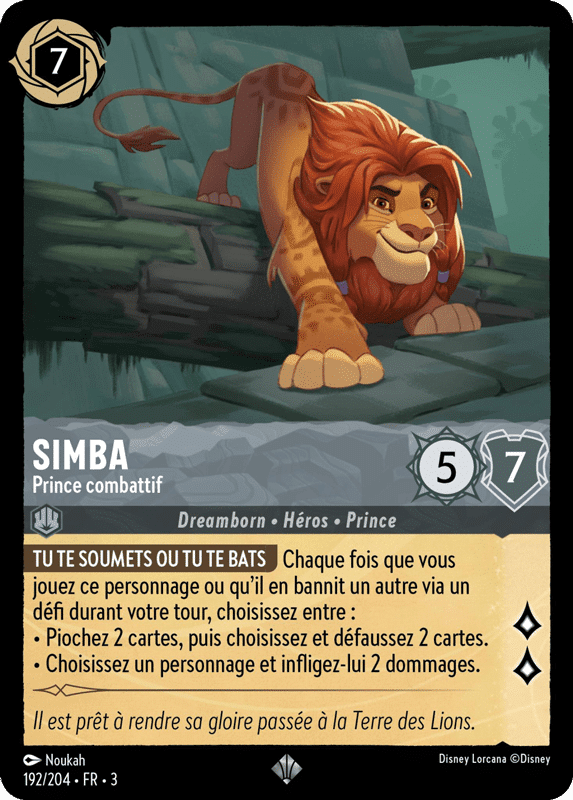 7
SIMBA
Prince combattif
5
7
Dreamborn • Héros • Prince
TU TE SOUMETS OU TU TE BATS Chaque fois que vous
jouez ce personnage ou qu'il en bannit un autre via un
défi durant votre tour, choisissez entre :
• Piochez 2 cartes, puis choisissez et défaussez 2 cartes.
• Choisissez un personnage et infligez-lui 2 dommages.
Il est prêt à rendre sa gloire passée à la Terre des Lions.
Noukah
Disney Lorcana ©Disney
192/204 • FR • 3